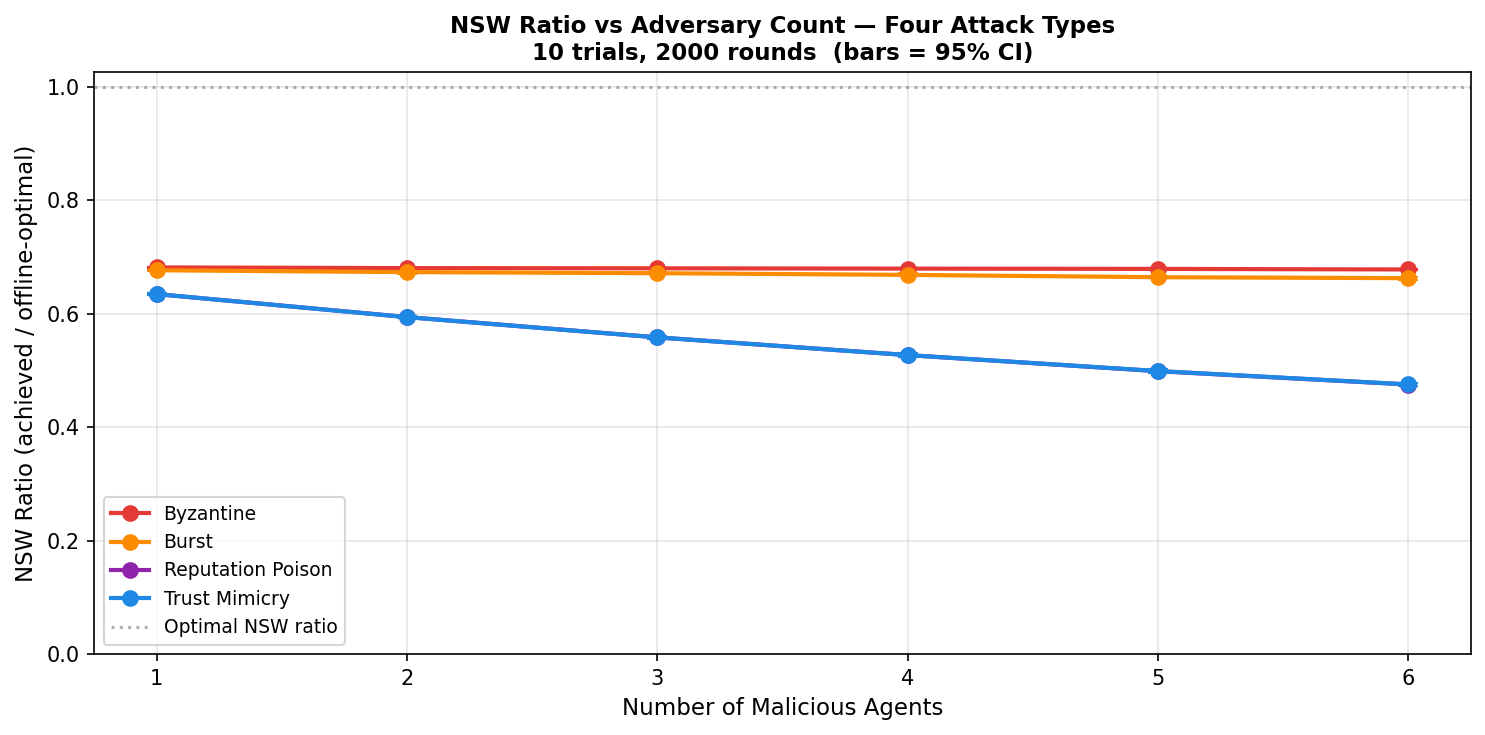 NSW Ratio vs Adversary Count — Four Attack Types
10 trials, 2000 rounds  (bars = 95% CI)
NSW Ratio (achieved / offline-optimal)
1.0
0.8
0.6
0.4
0.2
0.0
Byzantine
Burst
Reputation Poison
Trust Mimicry
Optimal NSW ratio
1 2 3 4 5 6
Number of Malicious Agents